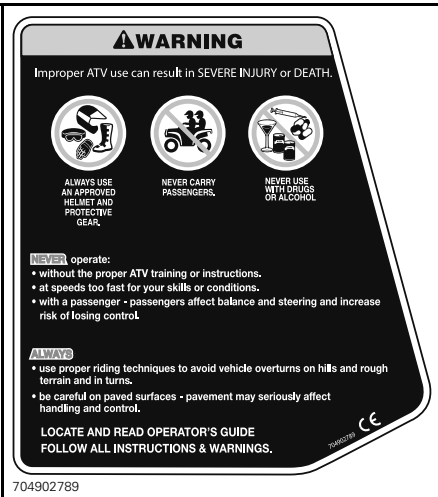 ⚠WARNING
Improper ATV use can result in SEVERE INJURY or DEATH.
ALWAYS USE
AN APPROVED
HELMET AND
PROTECTIVE
GEAR.
NEVER CARRY
PASSENGERS.
NEVER USE
WITH DRUGS
OR ALCOHOL
NEVER operate:
• without the proper ATV training or instructions.
• at speeds too fast for your skills or conditions.
• with a passenger - passengers affect balance and steering and increase
risk of losing control.
ALWAYS
• use proper riding techniques to avoid vehicle overturns on hills and rough
terrain and in turns.
• be careful on paved surfaces - pavement may seriously affect
handling and control.
LOCATE AND READ OPERATOR'S GUIDE
FOLLOW ALL INSTRUCTIONS & WARNINGS.
704902789 CE
704902789